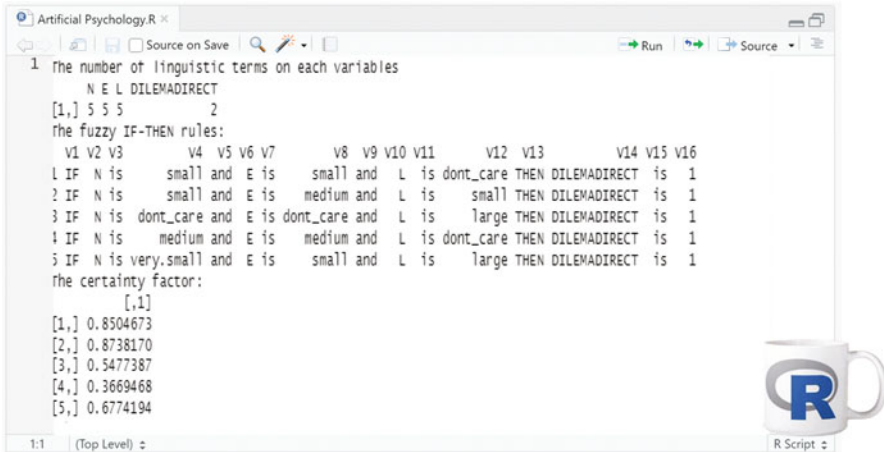 Artificial Psychology.R ×
Source on Save Run Source
1 The number of linguistic terms on each variables
N E L DILEMADIRECT
[1,] 5 5 5 2
The fuzzy IF-THEN rules:
V1 V2 V3 V4 V5 V6 V7 V8 V9 V10 V11 V12 V13 V14 V15 V16
1 IF N is small and E is small and L is dont_care THEN DILEMADIRECT is 1
2 IF N is small and E is medium and L is small THEN DILEMADIRECT is 1
3 IF N is dont_care and E is dont_care and L is large THEN DILEMADIRECT is 1
4 IF N is medium and E is medium and L is dont_care THEN DILEMADIRECT is 1
5 IF N is very.small and E is small and L is large THEN DILEMADIRECT is 1
The certainty factor:
[,1]
[1,] 0.8504673
[2,] 0.8738170
[3,] 0.5477387
[4,] 0.3669468
[5,] 0.6774194
R
1:1 (Top Level) R Script